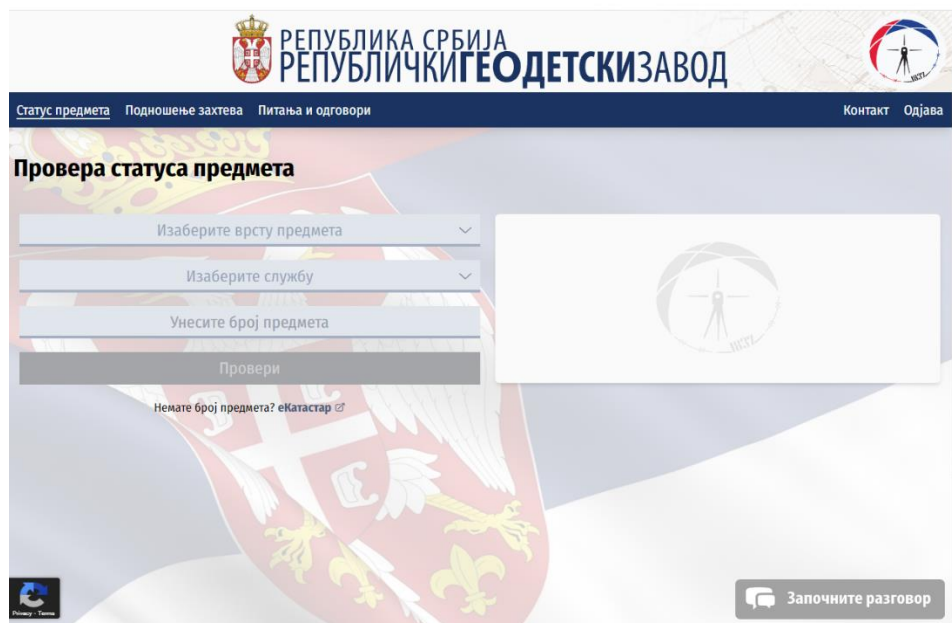 РЕПУБЛИКА СРБИЈА
РЕПУБЛИЧКИГЕОДЕТСКИЗАВОД
Статус предмета Подношење захтева Питања и одговори Контакт Одјава
Провера статуса предмета
Изаберите врсту предмета
Изаберите службу
Унесите број предмета
Провери
Немате број предмета? еКатастар
Privacy - Terms
Започните разговор